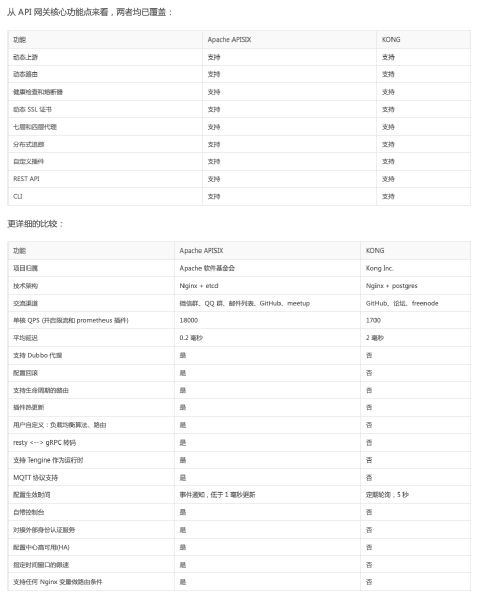 从 API 网关核心功能点来看，两者均已覆盖：
功能 Apache APISIX KONG
动态上游 支持 支持
动态路由 支持 支持
健康检查和熔断器 支持 支持
动态 SSL 证书 支持 支持
七层和四层代理 支持 支持
分布式追踪 支持 支持
自定义插件 支持 支持
REST API 支持 支持
CLI 支持 支持
更详细的比较：
功能 Apache APISIX KONG
项目归属 Apache 软件基金会 Kong Inc.
技术架构 Nginx + etcd Nginx + postgres
交流渠道 微信群、QQ 群、邮件列表、GitHub、meetup GitHub、论坛、freenode
单核 QPS (开启限流和 prometheus 插件) 18000 1700
平均延迟 0.2 毫秒 2 毫秒
支持 Dubbo 代理 是 否
配置回滚 是 否
支持生命周期的路由 是 否
插件热更新 是 否
用户自定义：负载均衡算法、路由 是 否
resty <--> gRPC 转码 是 否
支持 Tengine 作为运行时 是 否
MQTT 协议支持 是 否
配置生效时间 事件通知，低于 1 毫秒更新 定期轮询，5 秒
自带控制台 是 否
对接外部身份认证服务 是 否
配置中心高可用(HA) 是 否
指定时间窗口的限速 是 否
支持任何 Nginx 变量做路由条件 是 否